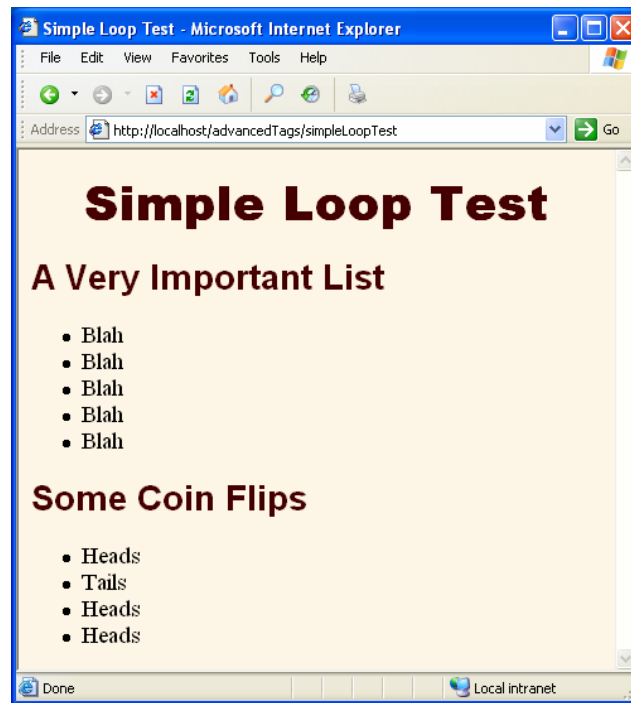 Simple Loop Test - Microsoft Internet Explorer
File Edit View Favorites Tools Help
Address http://localhost/advancedTags/simpleLoopTest Go
Simple Loop Test
A Very Important List
Blah
Blah
Blah
Blah
Blah
Some Coin Flips
Heads
Tails
Heads
Heads
Done Local intranet